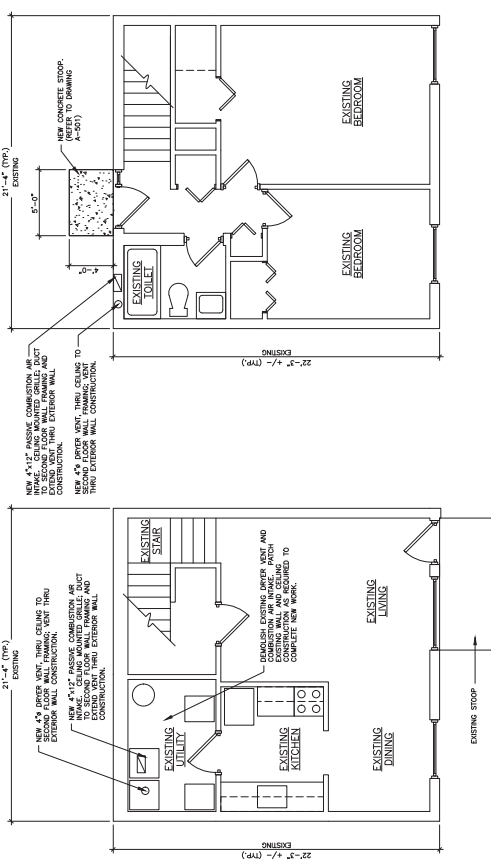 21'-4" (TYP.)
EXISTING
NEW 4"ø DRYER VENT, THRU CEILING TO
SECOND FLOOR WALL FRAMING; VENT THRU
EXTERIOR WALL CONSTRUCTION.
NEW 4"x12" PASSIVE COMBUSTION AIR
INTAKE, CEILING MOUNTED GRILLE; DUCT
TO SECOND FLOOR WALL FRAMING AND
EXTEND VENT THRU EXTERIOR WALL
CONSTRUCTION.
22'-3" +/- (TYP.)
EXISTING
EXISTING
STAIR
EXISTING
UTILITY
DEMOLISH EXISTING DRYER VENT AND
COMBUSTION AIR INTAKE. PATCH
EXISTING WALL AND CEILING
CONSTRUCTION AS REQUIRED TO
COMPLETE NEW WORK.
EXISTING
KITCHEN
EXISTING
DINING
EXISTING
LIVING
EXISTING STOOP
21'-4" (TYP.)
EXISTING
NEW 4"x12" PASSIVE COMBUSTION AIR
INTAKE, CEILING MOUNTED GRILLE; DUCT
TO SECOND FLOOR WALL FRAMING AND
EXTEND VENT THRU EXTERIOR WALL
CONSTRUCTION.
NEW 4"ø DRYER VENT, THRU CEILING TO
SECOND FLOOR WALL FRAMING; VENT
THRU EXTERIOR WALL CONSTRUCTION.
4'-0"
5'-0"
NEW CONCRETE STOOP.
(REFER TO DRAWING
A-501)
22'-3" +/- (TYP.)
EXISTING
EXISTING
TOILET
EXISTING
BEDROOM
EXISTING
BEDROOM